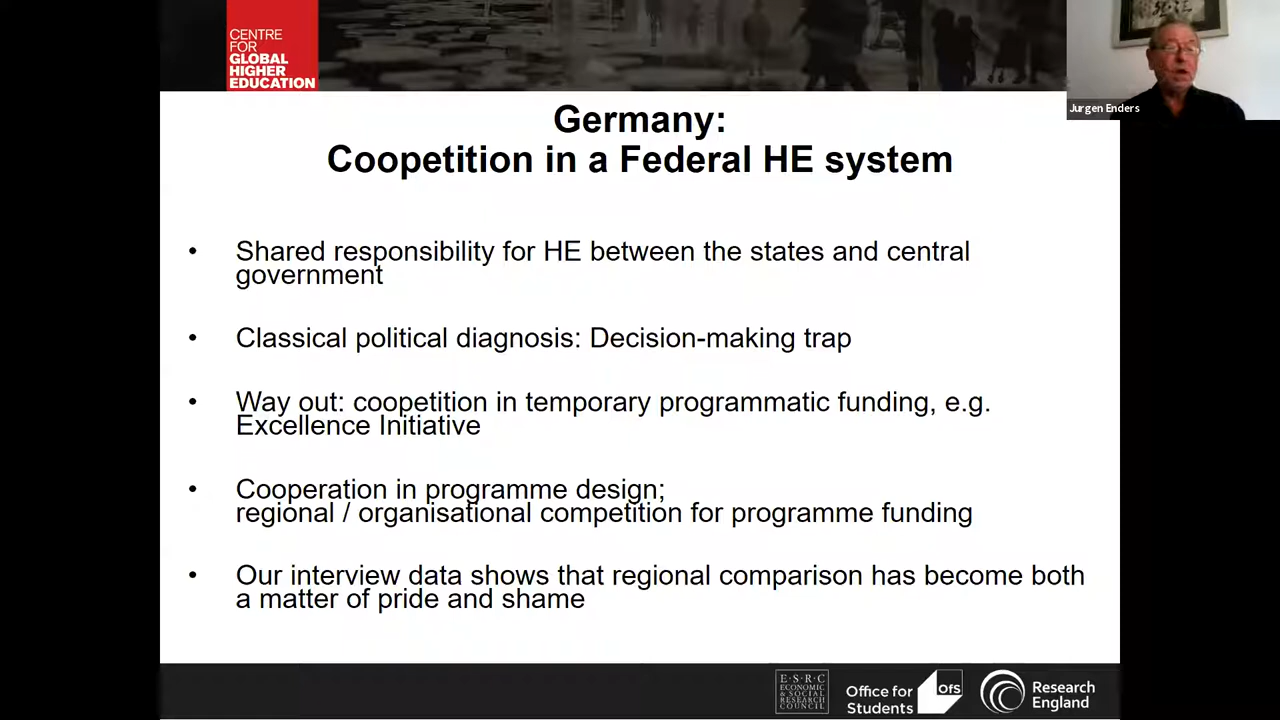 CENTRE
FOR
GLOBAL
HIGHER
EDUCATION
Jurgen Enders
Germany:
Coopetition in a Federal HE system
• Shared responsibility for HE between the states and central
government
• Classical political diagnosis: Decision-making trap
• Way out: coopetition in temporary programmatic funding, e.g.
Excellence Initiative
• Cooperation in programme design;
regional / organisational competition for programme funding
• Our interview data shows that regional comparison has become both
a matter of pride and shame
E·S·R·C
ECONOMIC
& SOCIAL
RESEARCH
COUNCIL
Office for
Students
OfS
Research
England